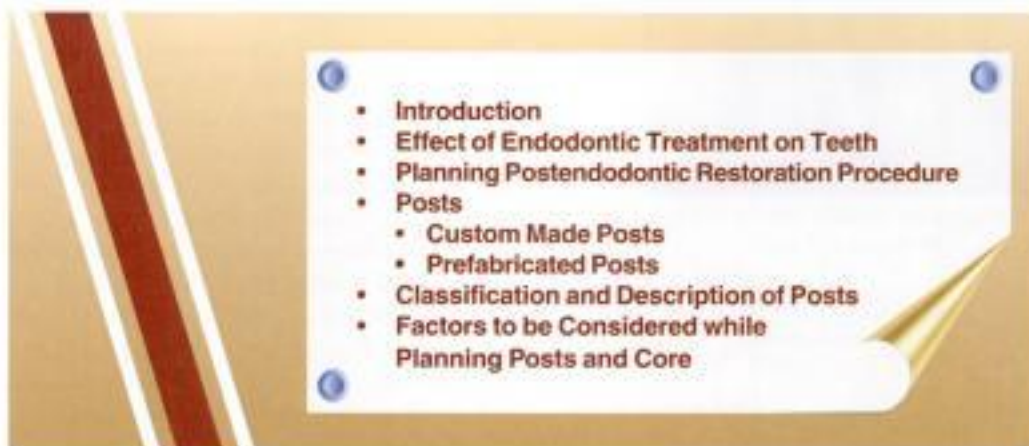 • Introduction
• Effect of Endodontic Treatment on Teeth
• Planning Postendodontic Restoration Procedure
• Posts
• Custom Made Posts
• Prefabricated Posts
• Classification and Description of Posts
• Factors to be Considered while
Planning Posts and Core